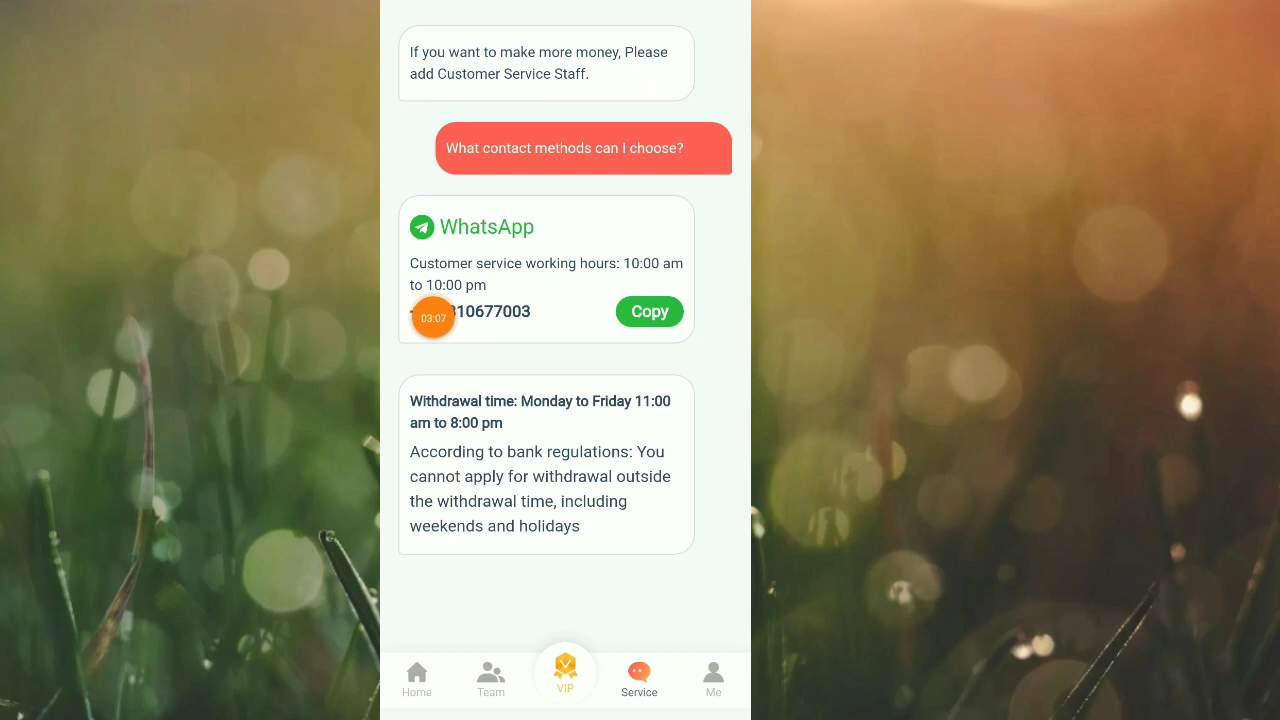 If you want to make more money, Please
add Customer Service Staff.
What contact methods can I choose?
WhatsApp
Customer service working hours: 10:00 am
to 10:00 pm
310677003
03:07
Copy
Withdrawal time: Monday to Friday 11:00
am to 8:00 pm
According to bank regulations: You
cannot apply for withdrawal outside
the withdrawal time, including
weekends and holidays
Home
Team
VIP
Service
Me